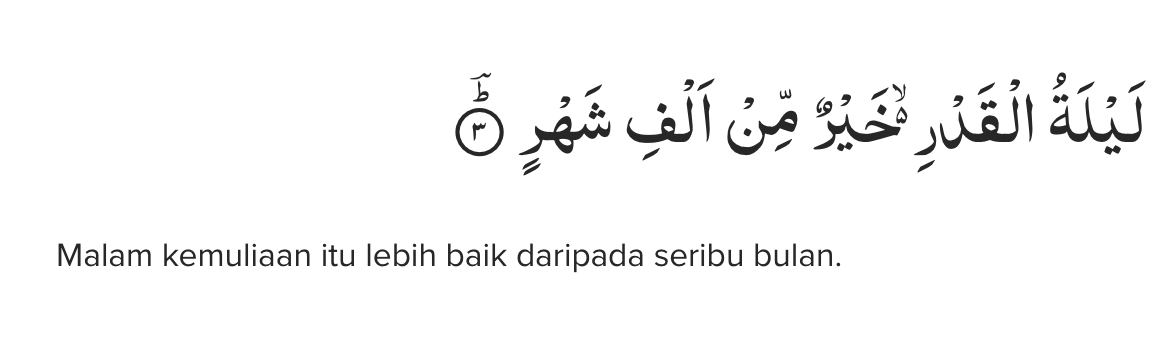 لَيْلَةُ الْقَدْرِ ەۙ خَيْرٌ مِّنْ اَلْفِ شَهْرٍۗ ٣
Malam kemuliaan itu lebih baik daripada seribu bulan.